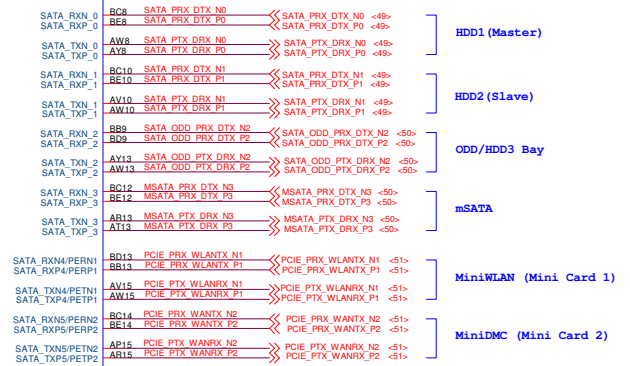 SATA_RXN_0 BC8 SATA_PRX_DTX_N0 SATA_PRX_DTX_N0 <49>
SATA_RXP_0 BE8 SATA_PRX_DTX_P0 SATA_PRX_DTX_P0 <49>
HDD1(Master)
SATA_TXN_0 AW8 SATA_PTX_DRX_N0 SATA_PTX_DRX_N0 <49>
SATA_TXP_0 AY8 SATA_PTX_DRX_P0 SATA_PTX_DRX_P0 <49>
SATA_RXN_1 BC10 SATA_PRX_DTX_N1 SATA_PRX_DTX_N1 <49>
SATA_RXP_1 BE10 SATA_PRX_DTX_P1 SATA_PRX_DTX_P1 <49>
HDD2(Slave)
SATA_TXN_1 AV10 SATA_PTX_DRX_N1 SATA_PTX_DRX_N1 <49>
SATA_TXP_1 AW10 SATA_PTX_DRX_P1 SATA_PTX_DRX_P1 <49>
SATA_RXN_2 BB9 SATA_ODD_PRX_DTX_N2 SATA_ODD_PRX_DTX_N2 <50>
SATA_RXP_2 BD9 SATA_ODD_PRX_DTX_P2 SATA_ODD_PRX_DTX_P2 <50>
ODD/HDD3 Bay
SATA_TXN_2 AY13 SATA_ODD_PTX_DRX_N2 SATA_ODD_PTX_DRX_N2 <50>
SATA_TXP_2 AW13 SATA_ODD_PTX_DRX_P2 SATA_ODD_PTX_DRX_P2 <50>
SATA_RXN_3 BC12 MSATA_PRX_DTX_N3 MSATA_PRX_DTX_N3 <50>
SATA_RXP_3 BE12 MSATA_PRX_DTX_P3 MSATA_PRX_DTX_P3 <50>
mSATA
SATA_TXN_3 AR13 MSATA_PTX_DRX_N3 MSATA_PTX_DRX_N3 <50>
SATA_TXP_3 AT13 MSATA_PTX_DRX_P3 MSATA_PTX_DRX_P3 <50>
SATA_RXN4/PERN1 BD13 PCIE_PRX_WLANTX_N1 PCIE_PRX_WLANTX_N1 <51>
SATA_RXP4/PERP1 BB13 PCIE_PRX_WLANTX_P1 PCIE_PRX_WLANTX_P1 <51>
MiniWLAN (Mini Card 1)
SATA_TXN4/PETN1 AV15 PCIE_PTX_WLANRX_N1 PCIE_PTX_WLANRX_N1 <51>
SATA_TXP4/PETP1 AW15 PCIE_PTX_WLANRX_P1 PCIE_PTX_WLANRX_P1 <51>
SATA_RXN5/PERN2 BC14 PCIE_PRX_WANTX_N2 PCIE_PRX_WANTX_N2 <51>
SATA_RXP5/PERP2 BE14 PCIE_PRX_WANTX_P2 PCIE_PRX_WANTX_P2 <51>
MiniDMC (Mini Card 2)
SATA_TXN5/PETN2 AP15 PCIE_PTX_WANRX_N2 PCIE_PTX_WANRX_N2 <51>
SATA_TXP5/PETP2 AR15 PCIE_PTX_WANRX_P2 PCIE_PTX_WANRX_P2 <51>